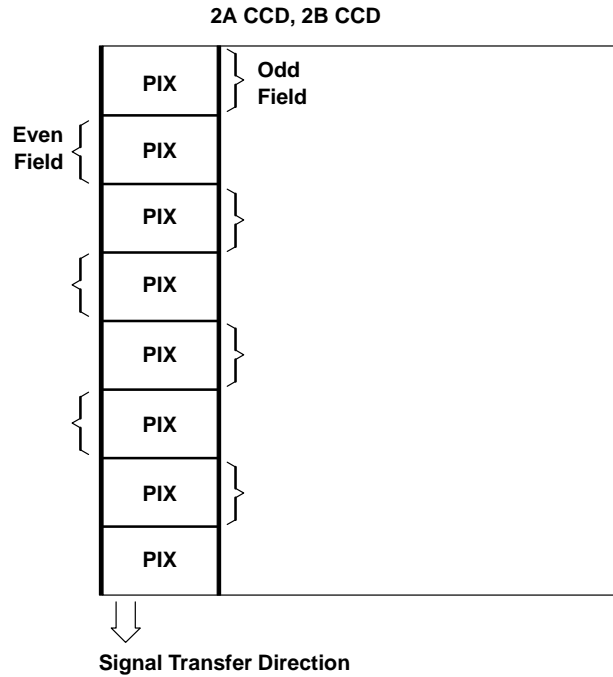 2A CCD, 2B CCD
PIX
Odd
Field
Even
Field
PIX
PIX
PIX
PIX
PIX
PIX
PIX
Signal Transfer Direction